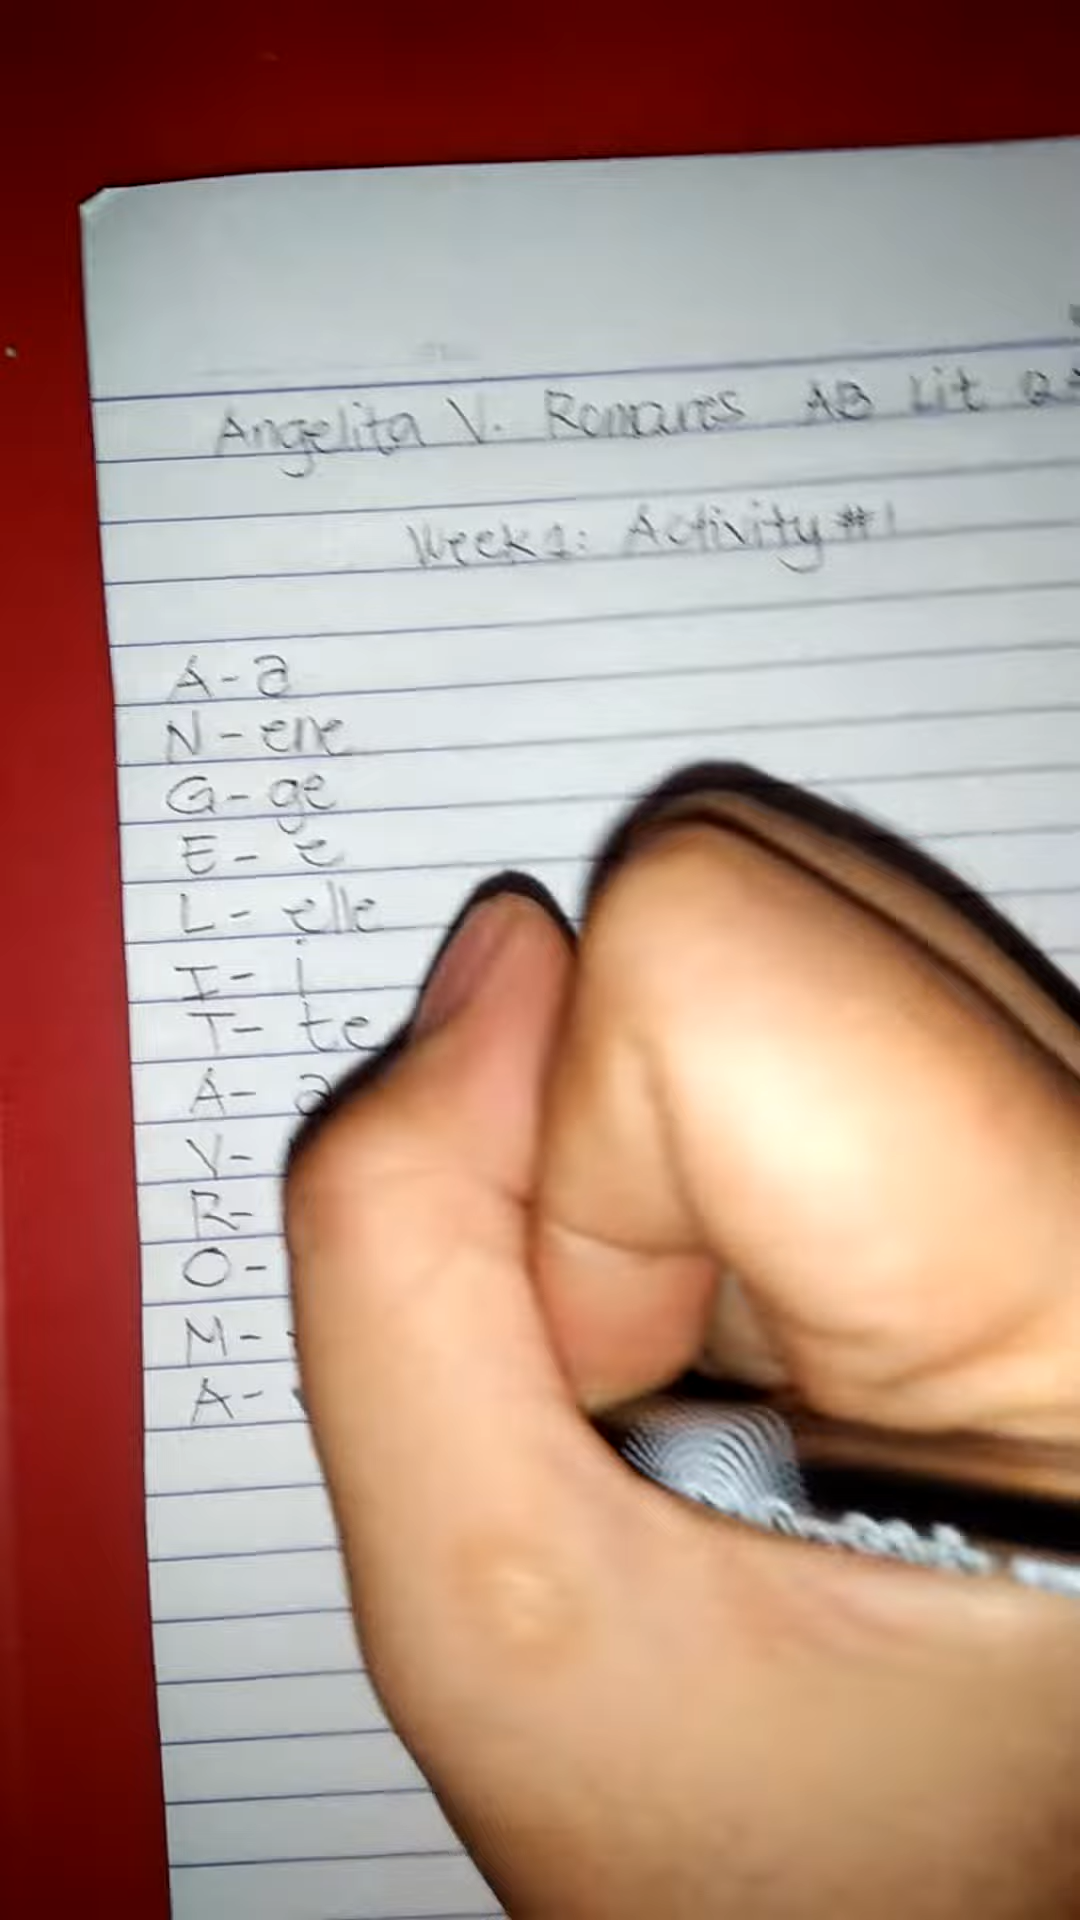 Angelita V. Romares AB Lit
Week 1: Activity #1
A- a
N- ene
G- ge
E- e
L- elle
I- i
T- te
A- a
V-
R-
O-
M-
A-